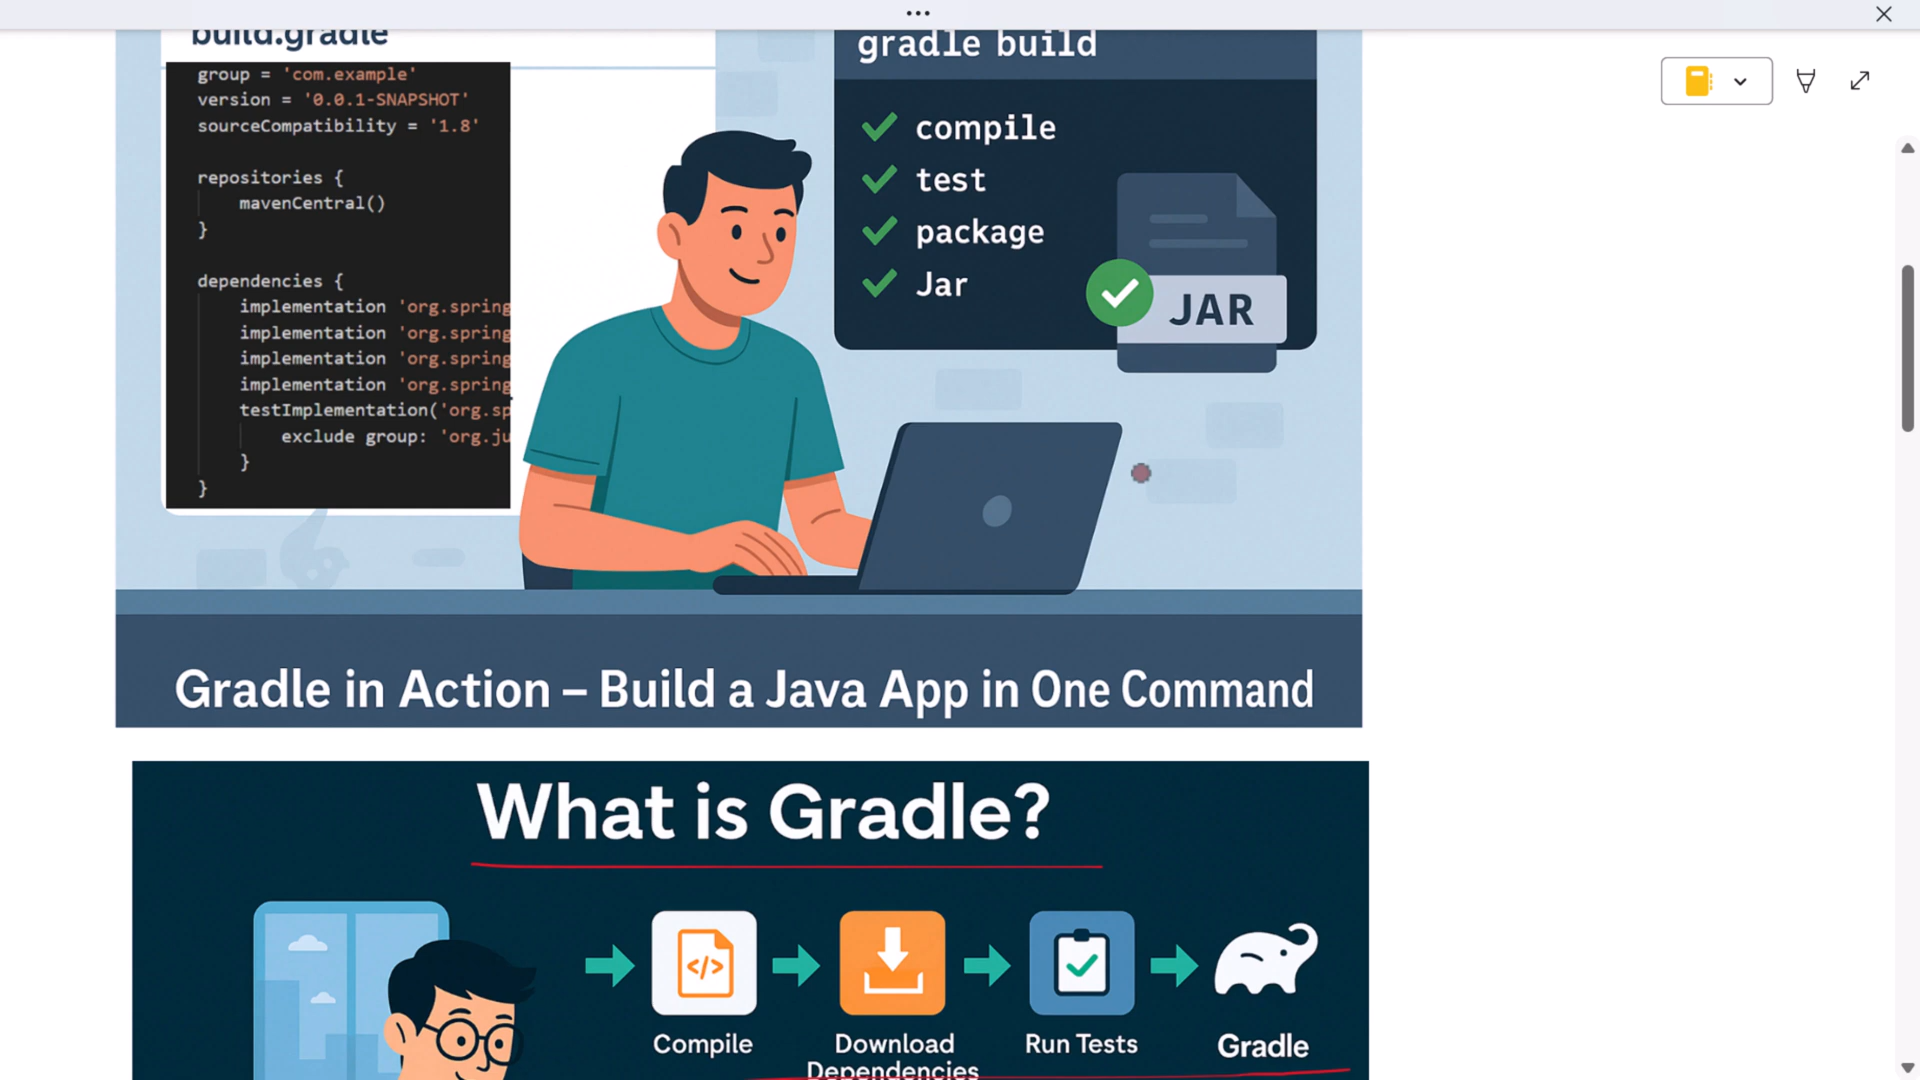 build.gradle
group = 'com.example'
version = '0.0.1-SNAPSHOT'
sourceCompatibility = '1.8'
repositories {
mavenCentral()
}
dependencies {
implementation 'org.spring
implementation 'org.spring
implementation 'org.spring
implementation 'org.spring
testImplementation('org.sp
exclude group: 'org.ju
}
}
gradle build
compile
test
package
Jar
JAR
Gradle in Action – Build a Java App in One Command
What is Gradle?
Compile
Download
Dependencies
Run Tests
Gradle